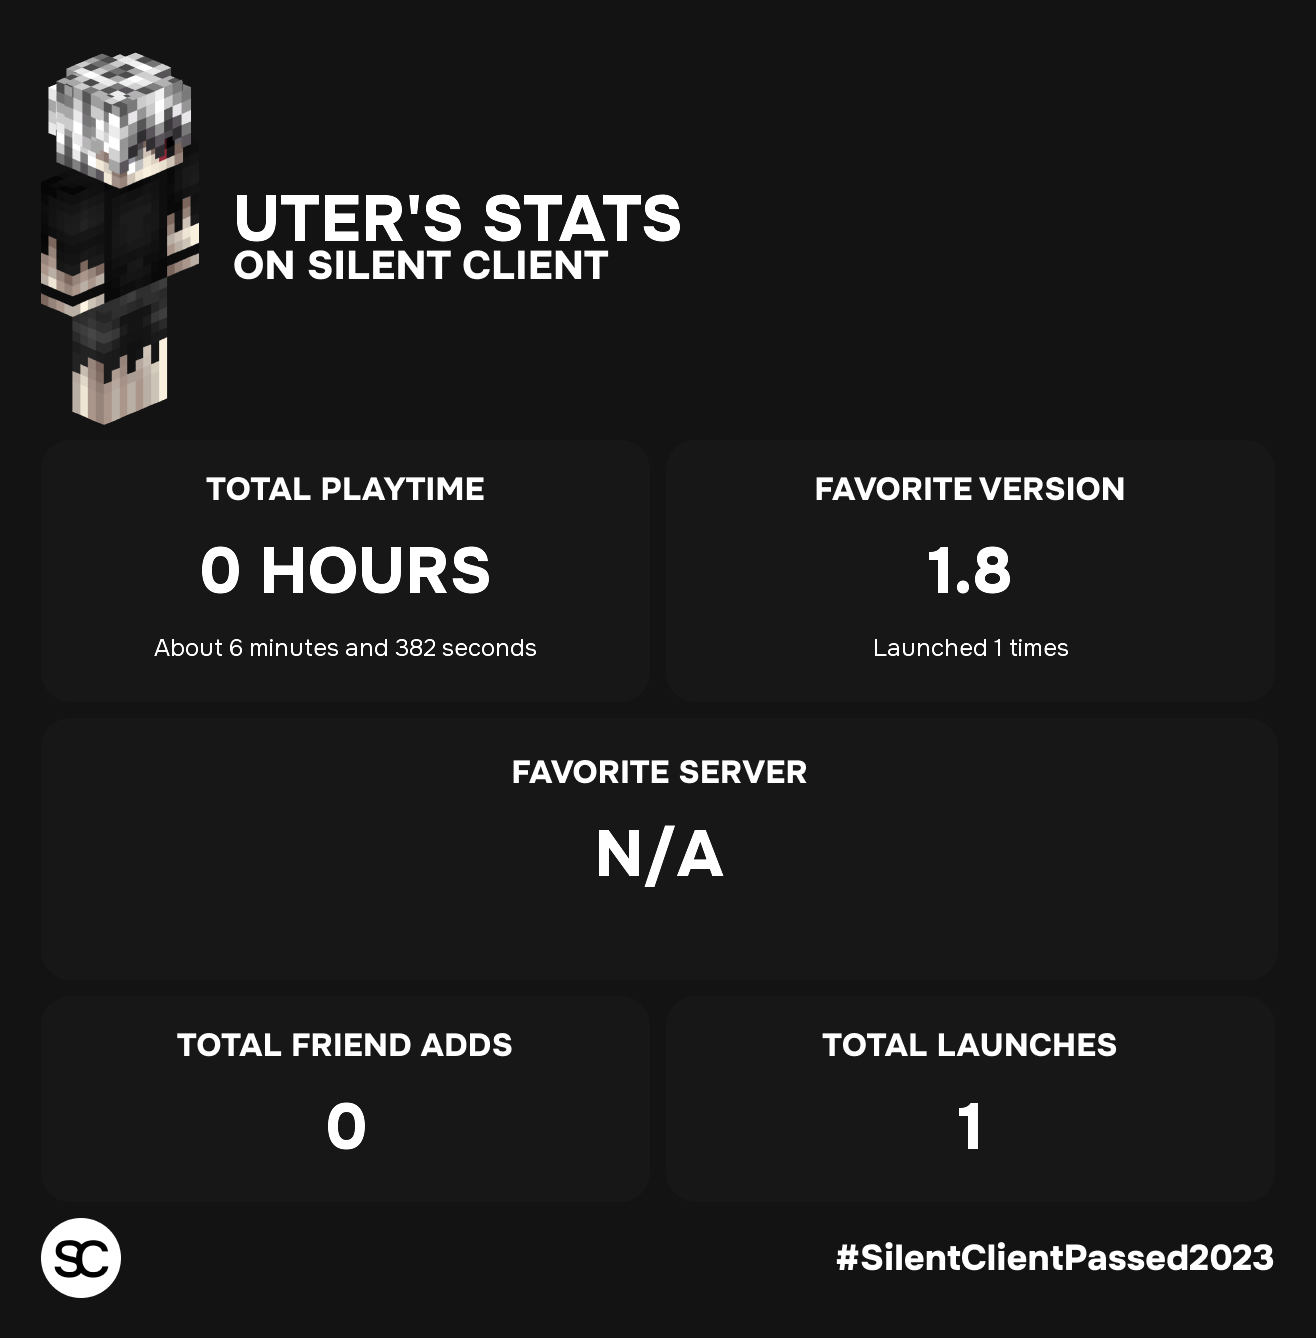 UTER'S STATS
ON SILENT CLIENT
TOTAL PLAYTIME
0 HOURS
About 6 minutes and 382 seconds
FAVORITE VERSION
1.8
Launched 1 times
FAVORITE SERVER
N/A
TOTAL FRIEND ADDS
0
TOTAL LAUNCHES
1
SC
#SilentClientPassed2023